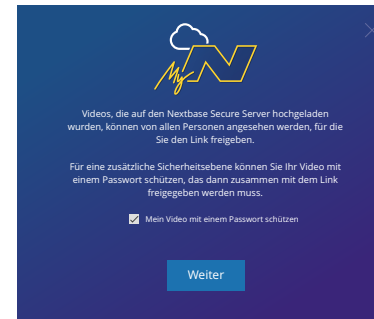 My N
Videos, die auf den Nextbase Secure Server hochgeladen
wurden, können von allen Personen angesehen werden, für die
Sie den Link freigeben.
Für eine zusätzliche Sicherheitsebene können Sie Ihr Video mit
einem Passwort schützen, das dann zusammen mit dem Link
freigegeben werden muss.
Mein Video mit einem Passwort schützen
Weiter